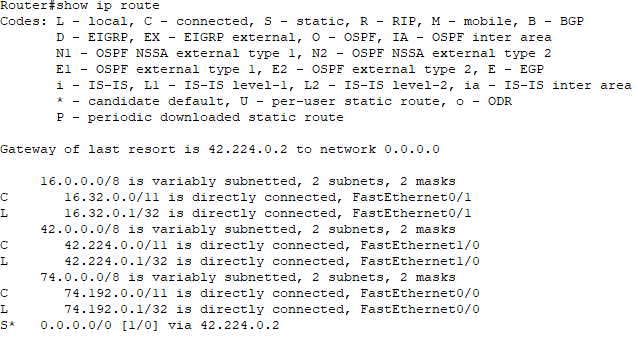 Router#show ip route
Codes: L - local, C - connected, S - static, R - RIP, M - mobile, B - BGP
       D - EIGRP, EX - EIGRP external, O - OSPF, IA - OSPF inter area
       N1 - OSPF NSSA external type 1, N2 - OSPF NSSA external type 2
       E1 - OSPF external type 1, E2 - OSPF external type 2, E - EGP
       i - IS-IS, L1 - IS-IS level-1, L2 - IS-IS level-2, ia - IS-IS inter area
       * - candidate default, U - per-user static route, o - ODR
       P - periodic downloaded static route

Gateway of last resort is 42.224.0.2 to network 0.0.0.0

     16.0.0.0/8 is variably subnetted, 2 subnets, 2 masks
C       16.32.0.0/11 is directly connected, FastEthernet0/1
L       16.32.0.1/32 is directly connected, FastEthernet0/1
     42.0.0.0/8 is variably subnetted, 2 subnets, 2 masks
C       42.224.0.0/11 is directly connected, FastEthernet1/0
L       42.224.0.1/32 is directly connected, FastEthernet1/0
     74.0.0.0/8 is variably subnetted, 2 subnets, 2 masks
C       74.192.0.0/11 is directly connected, FastEthernet0/0
L       74.192.0.1/32 is directly connected, FastEthernet0/0
S*   0.0.0.0/0 [1/0] via 42.224.0.2